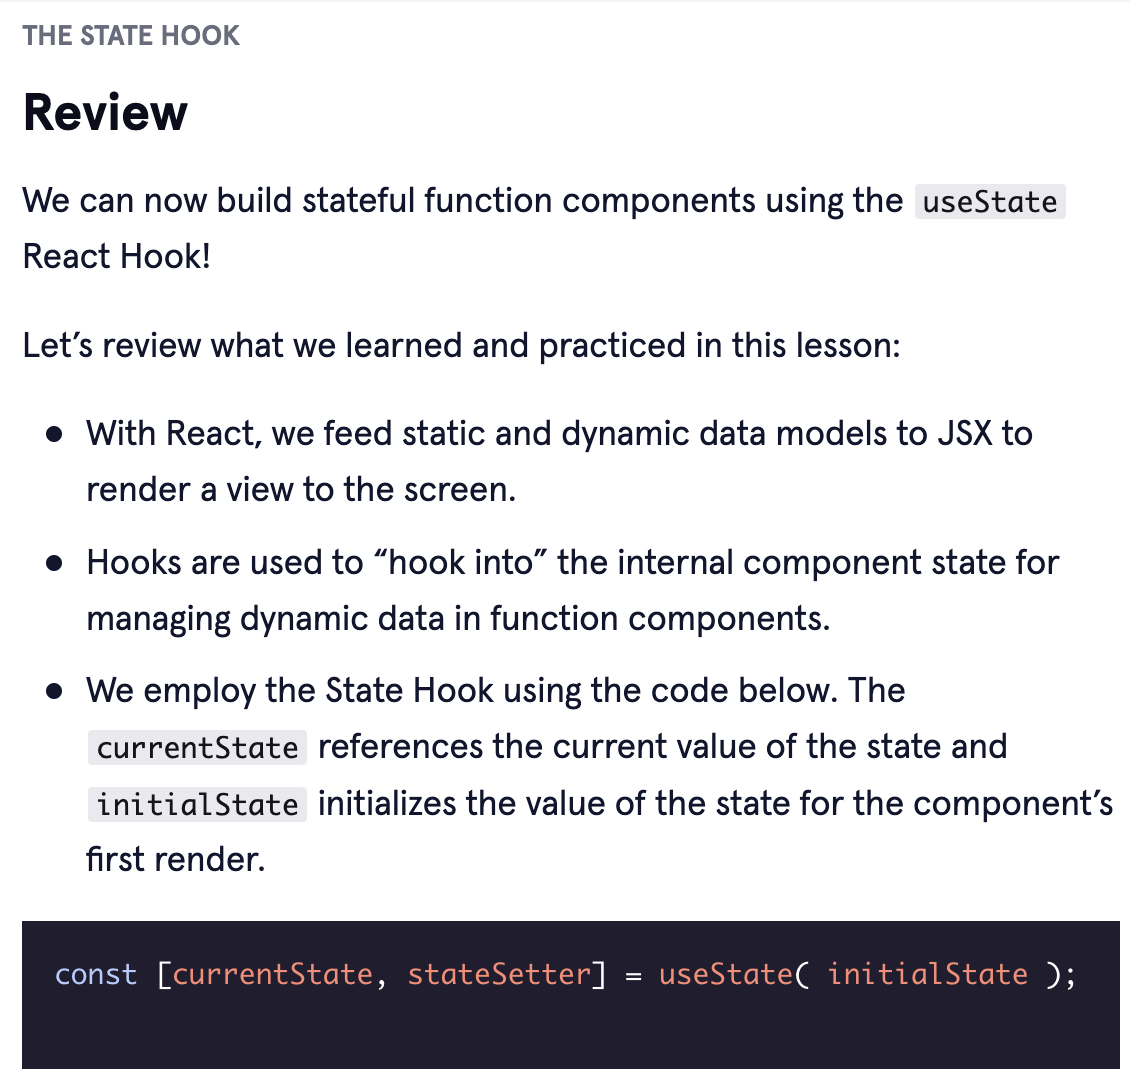 THE STATE HOOK
Review
We can now build stateful function components using the useState
React Hook!
Let’s review what we learned and practiced in this lesson:
• With React, we feed static and dynamic data models to JSX to
render a view to the screen.
• Hooks are used to “hook into” the internal component state for
managing dynamic data in function components.
• We employ the State Hook using the code below. The
currentState references the current value of the state and
initialState initializes the value of the state for the component’s
first render.
const [currentState, stateSetter] = useState( initialState );